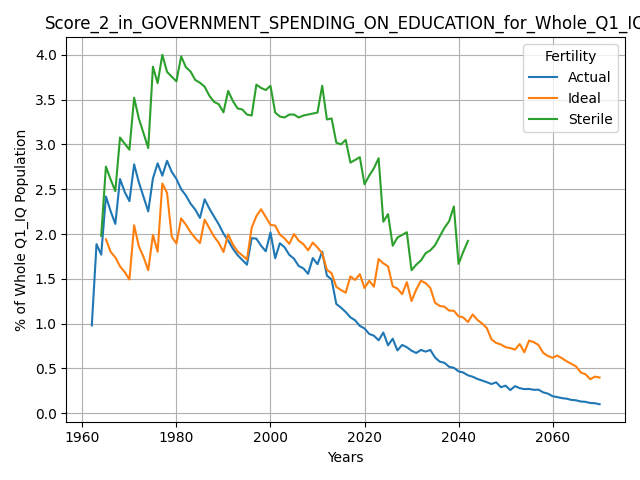 Score_2_in_GOVERNMENT_SPENDING_ON_EDUCATION_for_Whole_Q1_IQ
Fertility
Actual
Ideal
Sterile
% of Whole Q1_IQ Population
4.0
3.5
3.0
2.5
2.0
1.5
1.0
0.5
0.0
1960 1980 2000 2020 2040 2060
Years